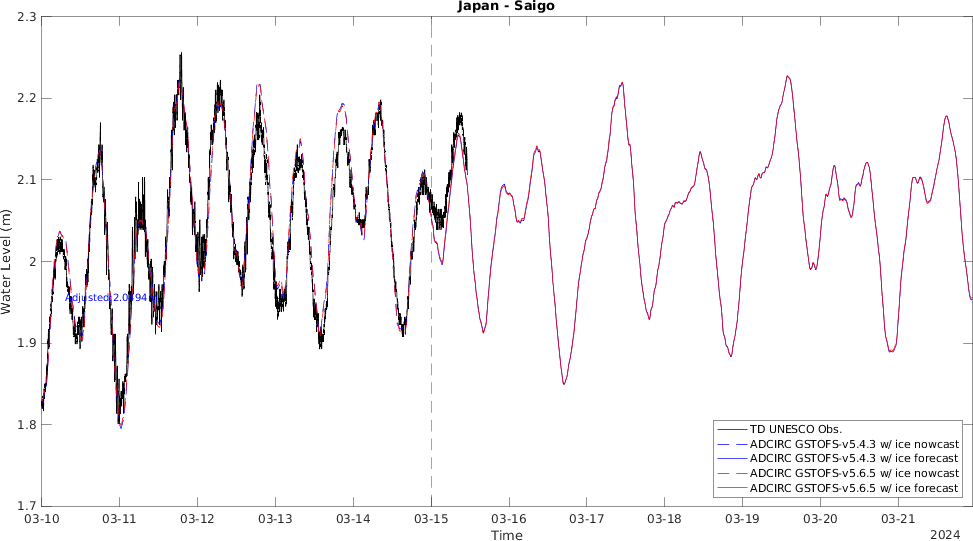 Japan - Saigo
2.3
2.2
2.1
2
1.9
1.8
1.7
Water Level (m)
03-10
03-11
03-12
03-13
03-14
03-15
03-16
03-17
03-18
03-19
03-20
03-21
Time
2024
TD UNESCO Obs.
ADCIRC GSTOFS-v5.4.3 w/ ice nowcast
ADCIRC GSTOFS-v5.4.3 w/ ice forecast
ADCIRC GSTOFS-v5.6.5 w/ ice nowcast
ADCIRC GSTOFS-v5.6.5 w/ ice forecast